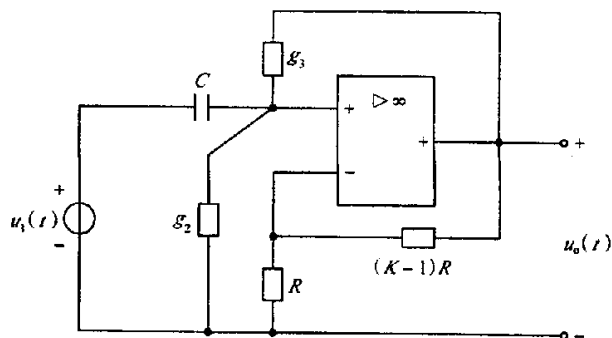 g₃
C
▷ ∞
+
+
−
+
+
u₁(t)
−
g₂
(K−1)R
u₀(t)
R
−